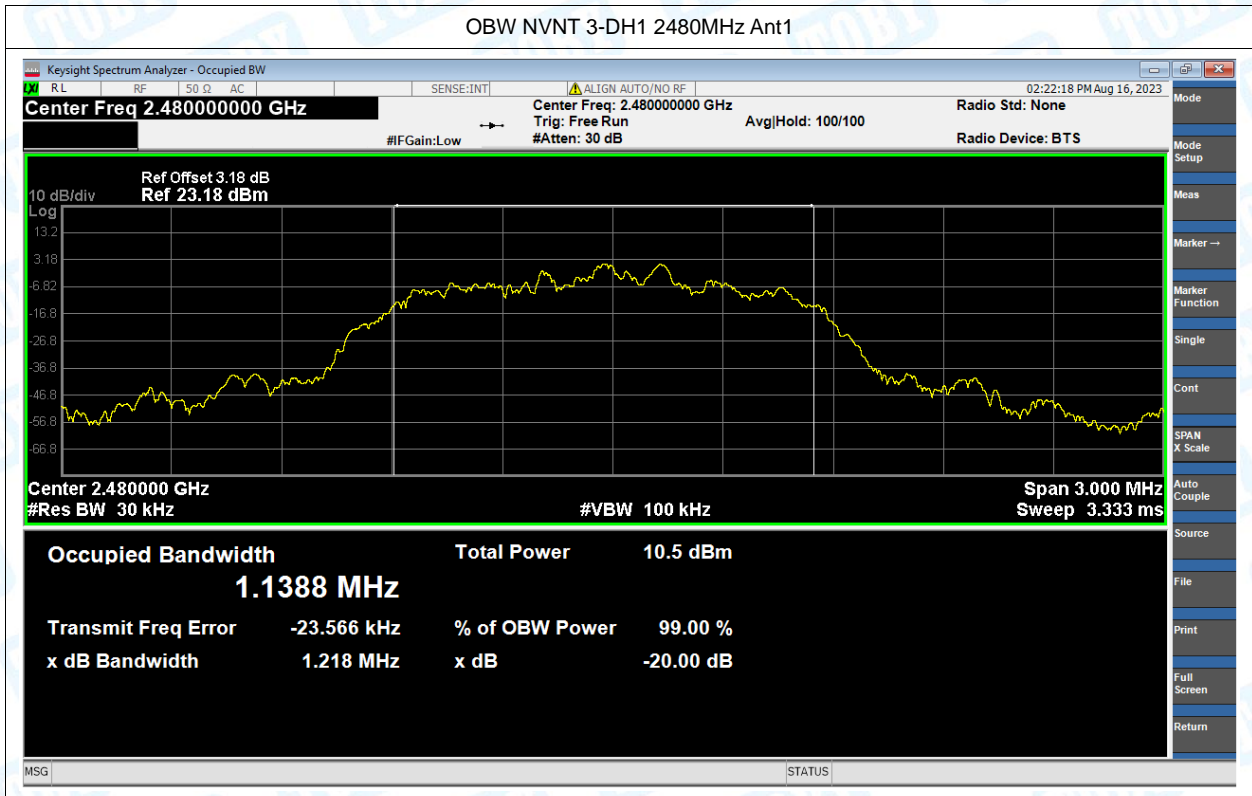 OBW NVNT 3-DH1 2480MHz Ant1
Keysight Spectrum Analyzer - Occupied BW
LXI RL RF 50 Ω AC SENSE:INT ALIGN AUTO/NO RF 02:22:18 PM Aug 16, 2023
Center Freq 2.480000000 GHz
Center Freq: 2.480000000 GHz Radio Std: None
Trig: Free Run Avg|Hold: 100/100
#IFGain:Low #Atten: 30 dB Radio Device: BTS
Ref Offset 3.18 dB
10 dB/div Ref 23.18 dBm
Log
13.2
3.18
-6.82
-16.8
-26.8
-36.8
-46.8
-56.8
-66.8
Center 2.480000 GHz Span 3.000 MHz
#Res BW 30 kHz #VBW 100 kHz Sweep 3.333 ms
Occupied Bandwidth Total Power 10.5 dBm
1.1388 MHz
Transmit Freq Error -23.566 kHz % of OBW Power 99.00 %
x dB Bandwidth 1.218 MHz x dB -20.00 dB
MSG STATUS
Mode
Mode
Setup
Meas
Marker→
Marker
Function
Single
Cont
SPAN
X Scale
Auto
Couple
Source
File
Print
Full
Screen
Return
TOBY